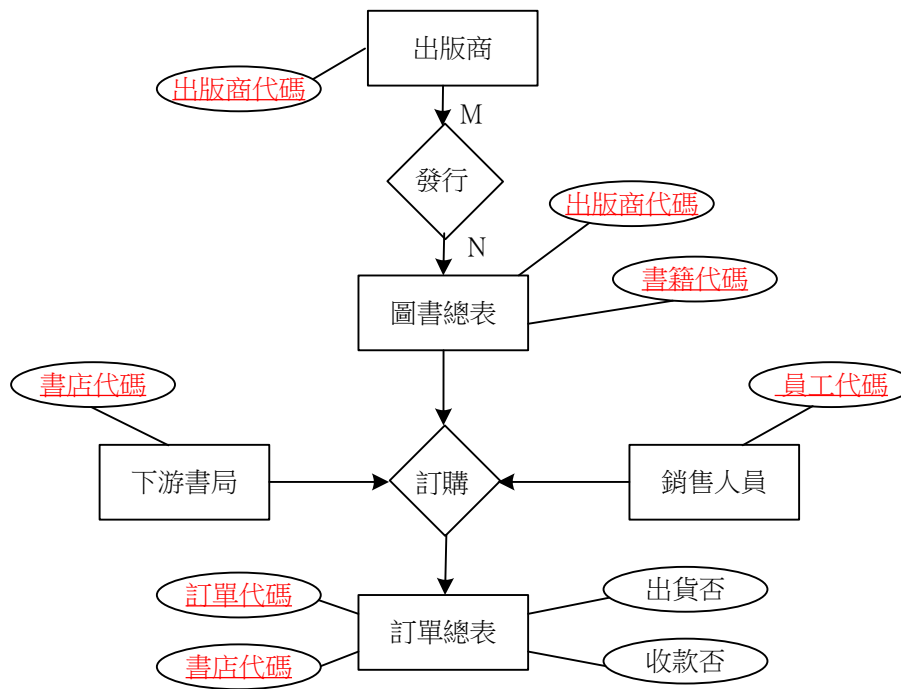 出版商
出版商代碼
M
發行
出版商代碼
N
書籍代碼
圖書總表
書店代碼
員工代碼
下游書局
訂購
銷售人員
訂單代碼
出貨否
訂單總表
書店代碼
收款否